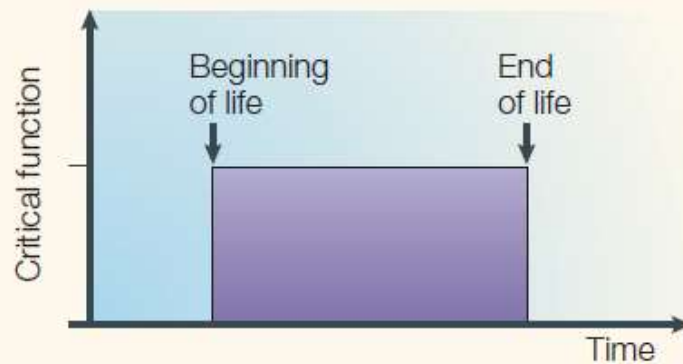 Beginning
of life
End
of life
Critical function
Time